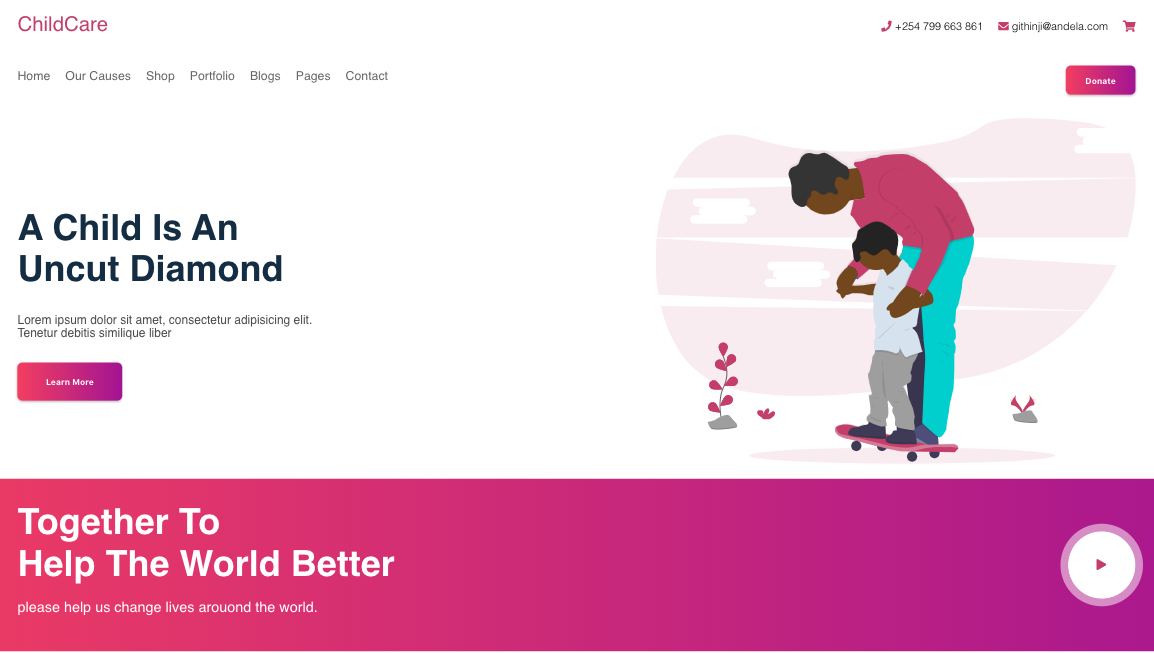 ChildCare
+254 799 663 861 githinji@andela.com
Home Our Causes Shop Portfolio Blogs Pages Contact
Donate
A Child Is An
Uncut Diamond
Lorem ipsum dolor sit amet, consectetur adipisicing elit.
Tenetur debitis similique liber
Learn More
Together To
Help The World Better
please help us change lives arouond the world.